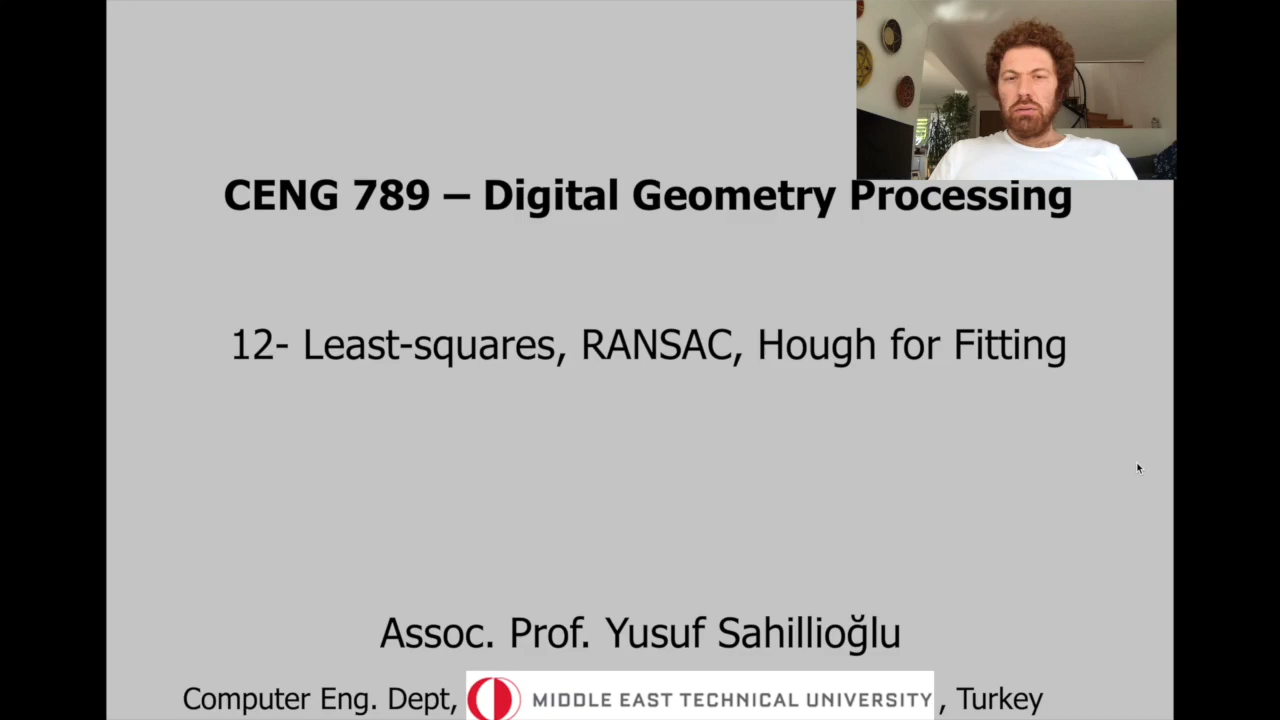 CENG 789 – Digital Geometry Processing
12- Least-squares, RANSAC, Hough for Fitting
Assoc. Prof. Yusuf Sahillioğlu
Computer Eng. Dept, MIDDLE EAST TECHNICAL UNIVERSITY, Turkey